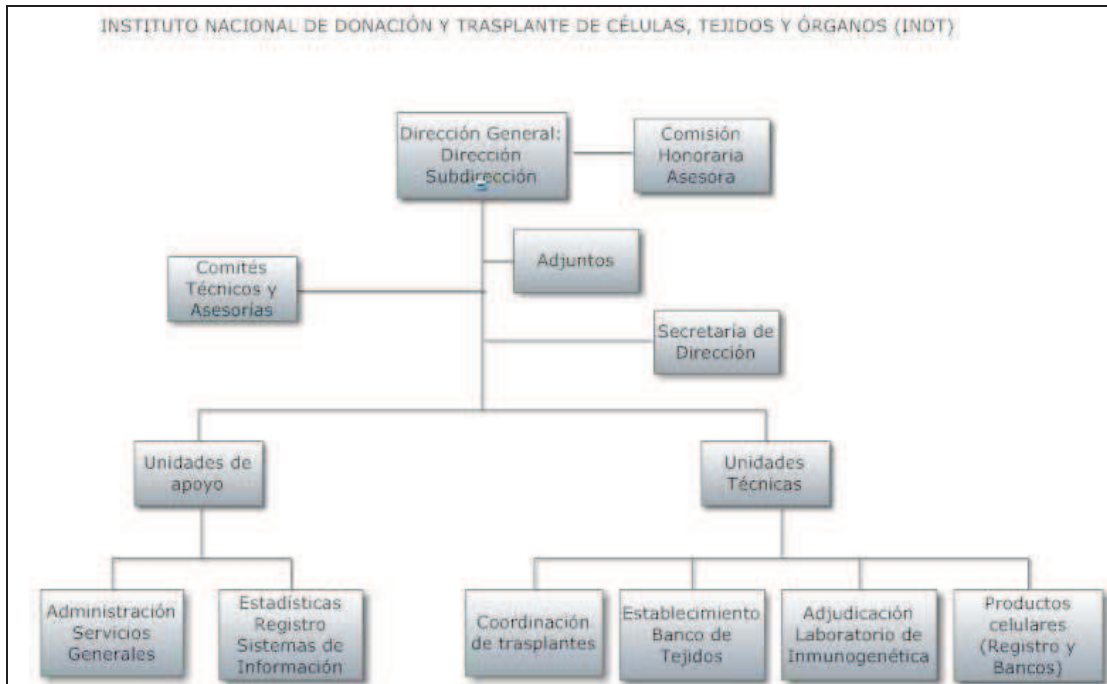 INSTITUTO NACIONAL DE DONACIÓN Y TRASPLANTE DE CÉLULAS, TEJIDOS Y ÓRGANOS (INDT)
Dirección General:
Dirección
Subdirección
Comisión
Honoraria
Asesora
Adjuntos
Comités
Técnicos y
Asesorías
Secretaría de
Dirección
Unidades de
apoyo
Unidades
Técnicas
Administración
Servicios
Generales
Estadísticas
Registro
Sistemas de
Información
Coordinación
de trasplantes
Establecimiento
Banco de
Tejidos
Adjudicación
Laboratorio de
Inmunogenética
Productos
celulares
(Registro y
Bancos)